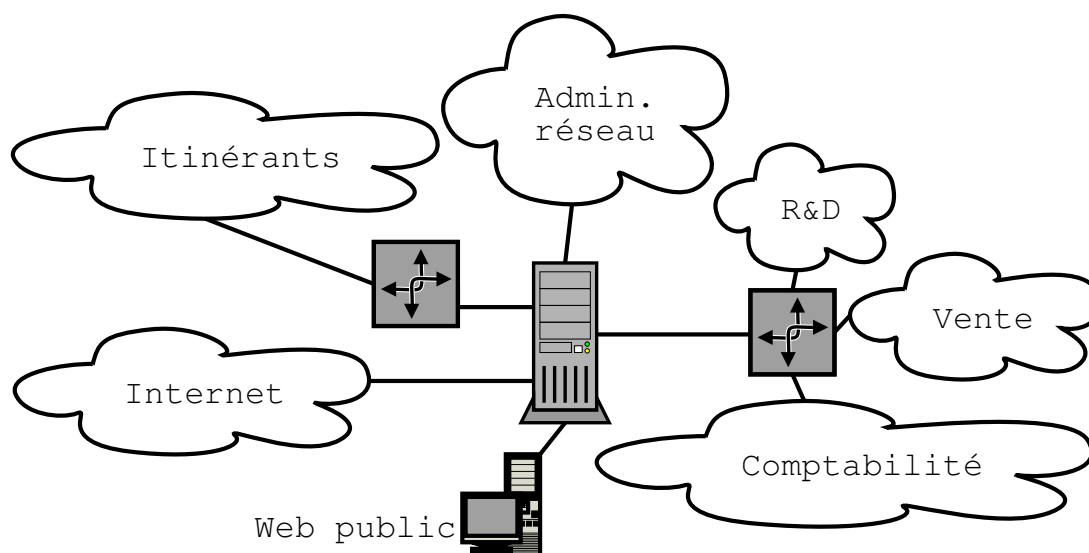 Admin.
réseau
Itinérants
R&D
Vente
Internet
Comptabilité
Web public